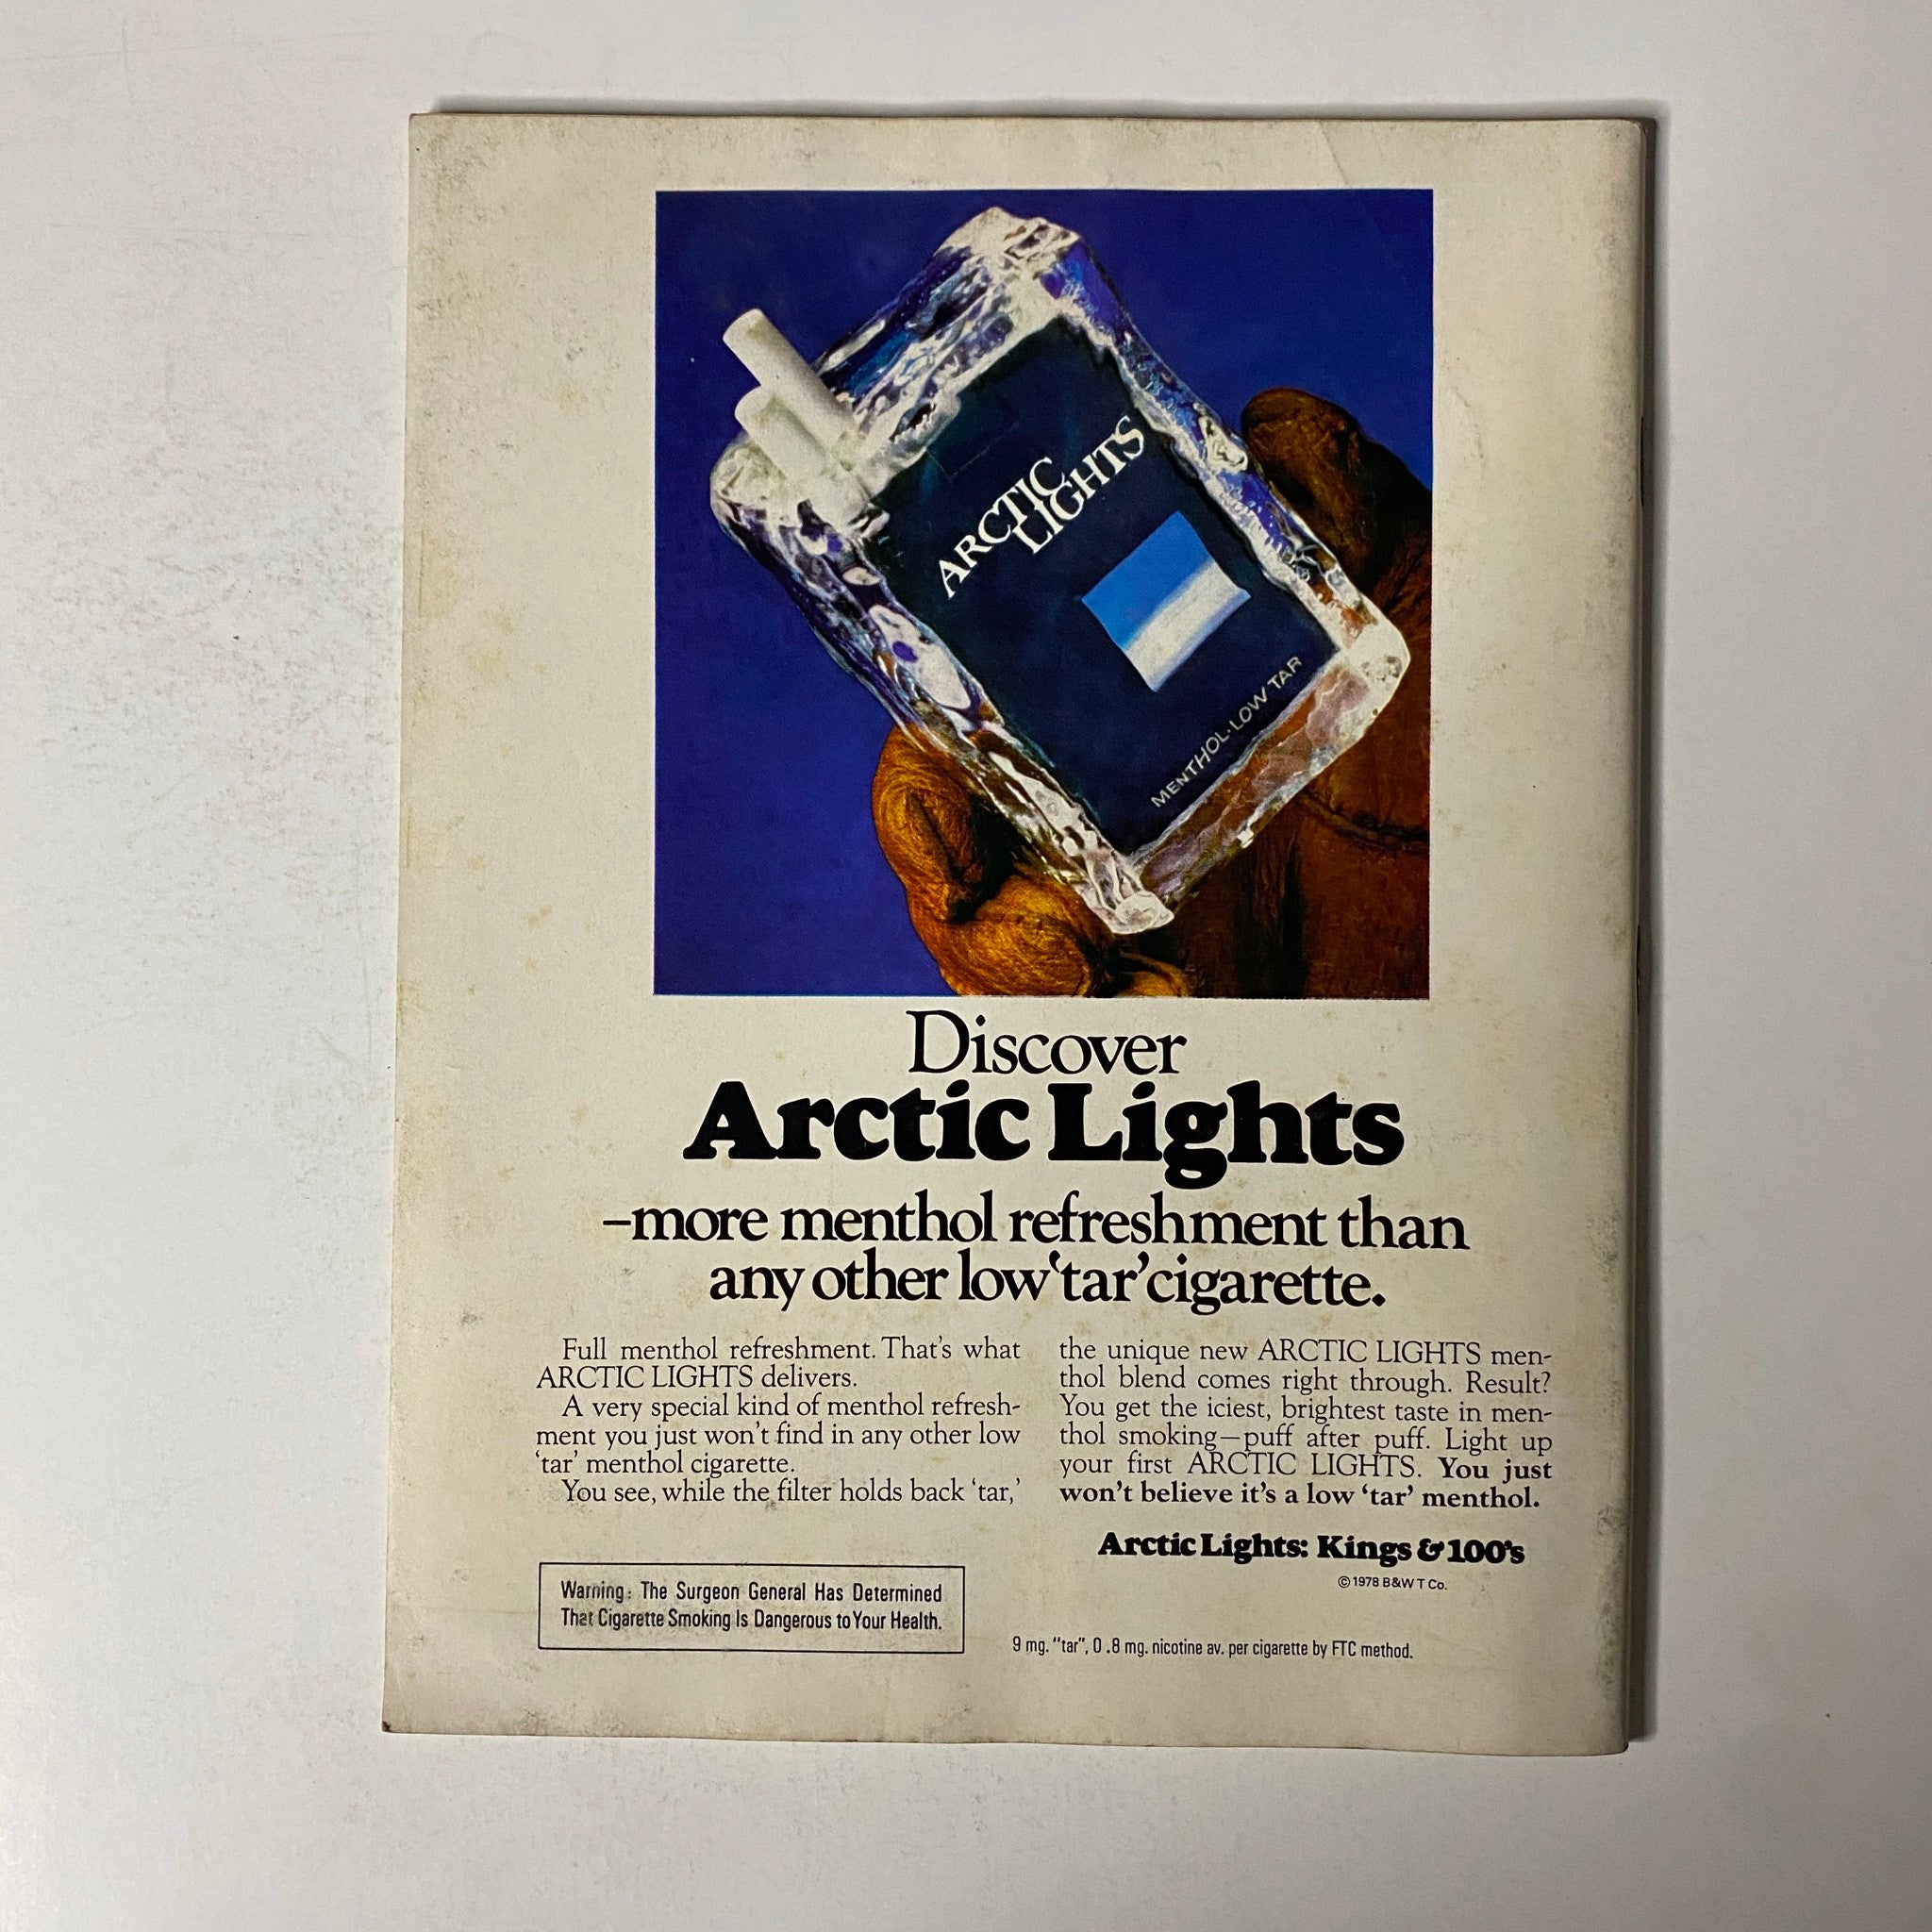 ARCTIC
LIGHTS
MENTHOL·LOW TAR
Discover
Arctic Lights
–more menthol refreshment than
any other low 'tar' cigarette.
Full menthol refreshment. That's what
ARCTIC LIGHTS delivers.
A very special kind of menthol refresh-
ment you just won't find in any other low
'tar' menthol cigarette.
You see, while the filter holds back 'tar,'
the unique new ARCTIC LIGHTS men-
thol blend comes right through. Result?
You get the iciest, brightest taste in men-
thol smoking—puff after puff. Light up
your first ARCTIC LIGHTS. You just
won't believe it's a low 'tar' menthol.
Arctic Lights: Kings & 100's
© 1978 B&W T Co.
Warning: The Surgeon General Has Determined
That Cigarette Smoking Is Dangerous to Your Health.
9 mg. "tar", 0.8 mg. nicotine av. per cigarette by FTC method.